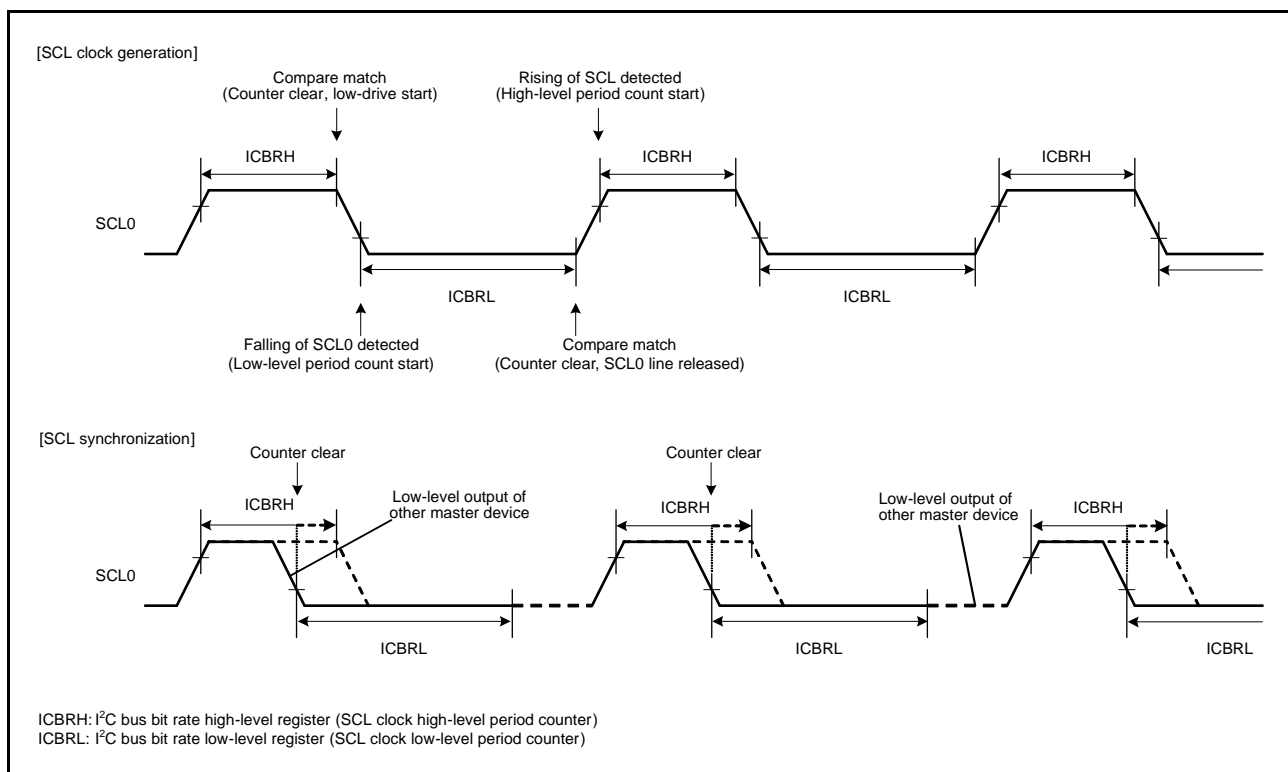 [SCL clock generation]
Compare match
(Counter clear, low-drive start)
Rising of SCL detected
(High-level period count start)
ICBRH
ICBRH
ICBRH
SCL0
ICBRL
ICBRL
Falling of SCL0 detected
(Low-level period count start)
Compare match
(Counter clear, SCL0 line released)
[SCL synchronization]
Counter clear
Counter clear
ICBRH
Low-level output of
other master device
ICBRH
Low-level output of
other master device
ICBRH
SCL0
ICBRL
ICBRL
ICBRL
ICBRH: I²C bus bit rate high-level register (SCL clock high-level period counter)
ICBRL: I²C bus bit rate low-level register (SCL clock low-level period counter)